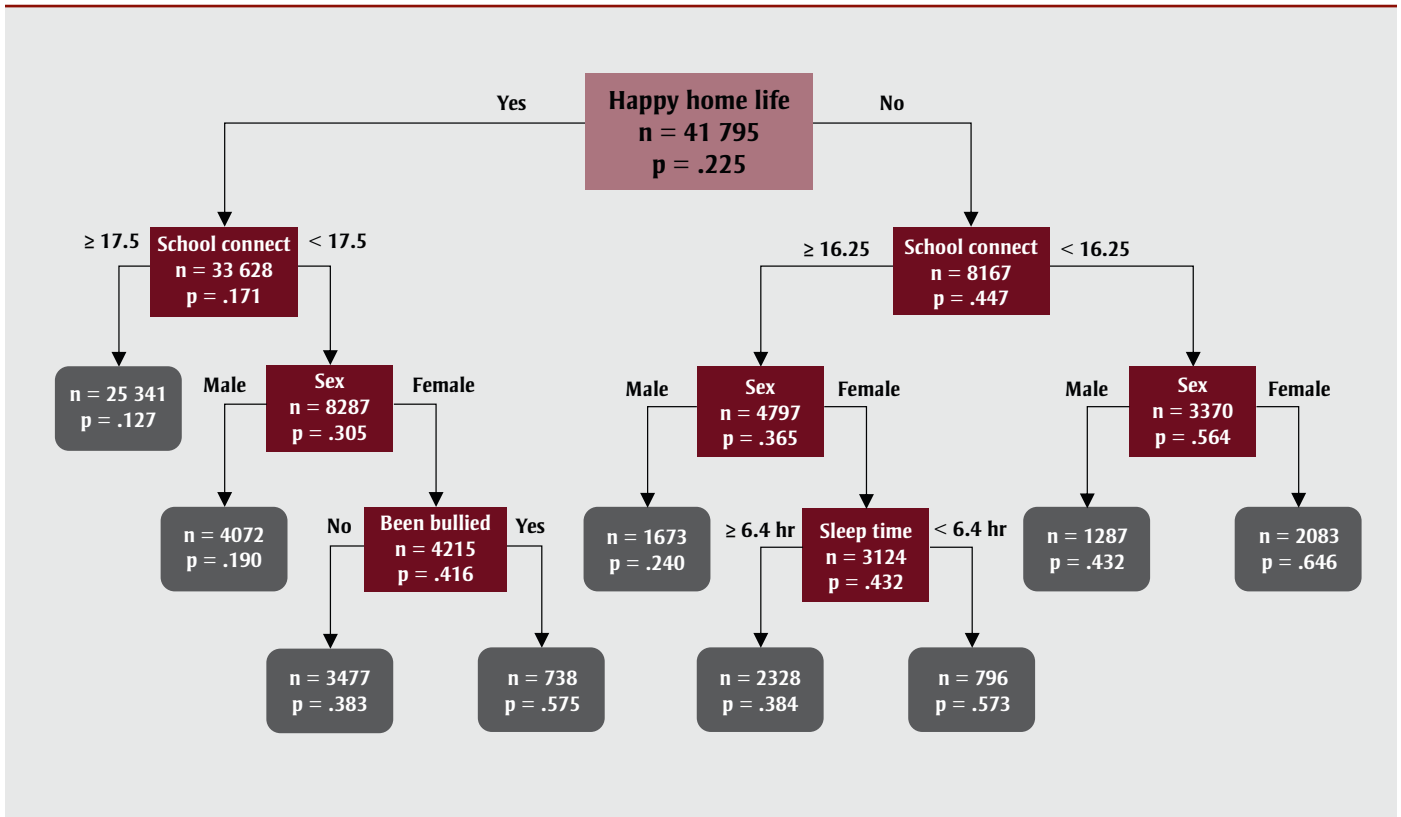 Happy home life
n = 41 795
p = .225
Yes
No
≥ 17.5
School connect
n = 33 628
p = .171
< 17.5
≥ 16.25
School connect
n = 8167
p = .447
< 16.25
n = 25 341
p = .127
Male
Sex
n = 8287
p = .305
Female
Male
Sex
n = 4797
p = .365
Female
Male
Sex
n = 3370
p = .564
Female
n = 4072
p = .190
No
Been bullied
n = 4215
p = .416
Yes
n = 1673
p = .240
≥ 6.4 hr
Sleep time
n = 3124
p = .432
< 6.4 hr
n = 1287
p = .432
n = 2083
p = .646
n = 3477
p = .383
n = 738
p = .575
n = 2328
p = .384
n = 796
p = .573